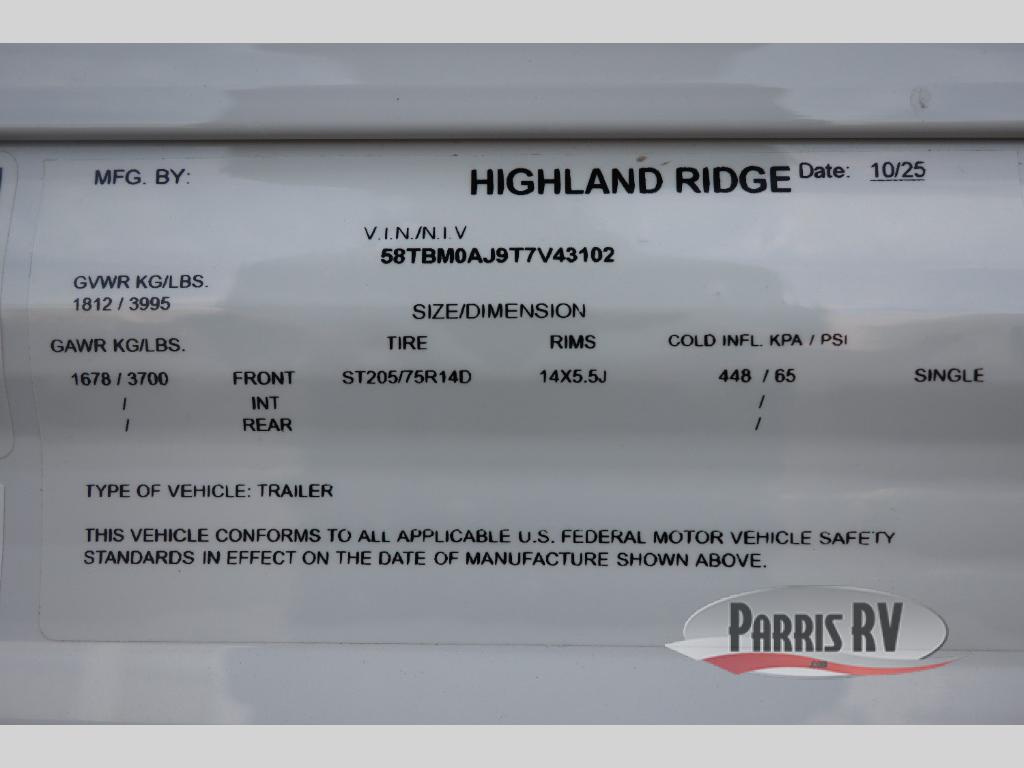 MFG. BY: HIGHLAND RIDGE Date: 10/25
V.I.N./N.I.V
58TBM0AJ9T7V43102
GVWR KG/LBS.
1812 / 3995
SIZE/DIMENSION
GAWR KG/LBS. TIRE RIMS COLD INFL. KPA / PSI
1678 / 3700 FRONT ST205/75R14D 14X5.5J 448 / 65 SINGLE
/ INT /
/ REAR /
TYPE OF VEHICLE: TRAILER
THIS VEHICLE CONFORMS TO ALL APPLICABLE U.S. FEDERAL MOTOR VEHICLE SAFETY
STANDARDS IN EFFECT ON THE DATE OF MANUFACTURE SHOWN ABOVE.
PARRIS RV
.com